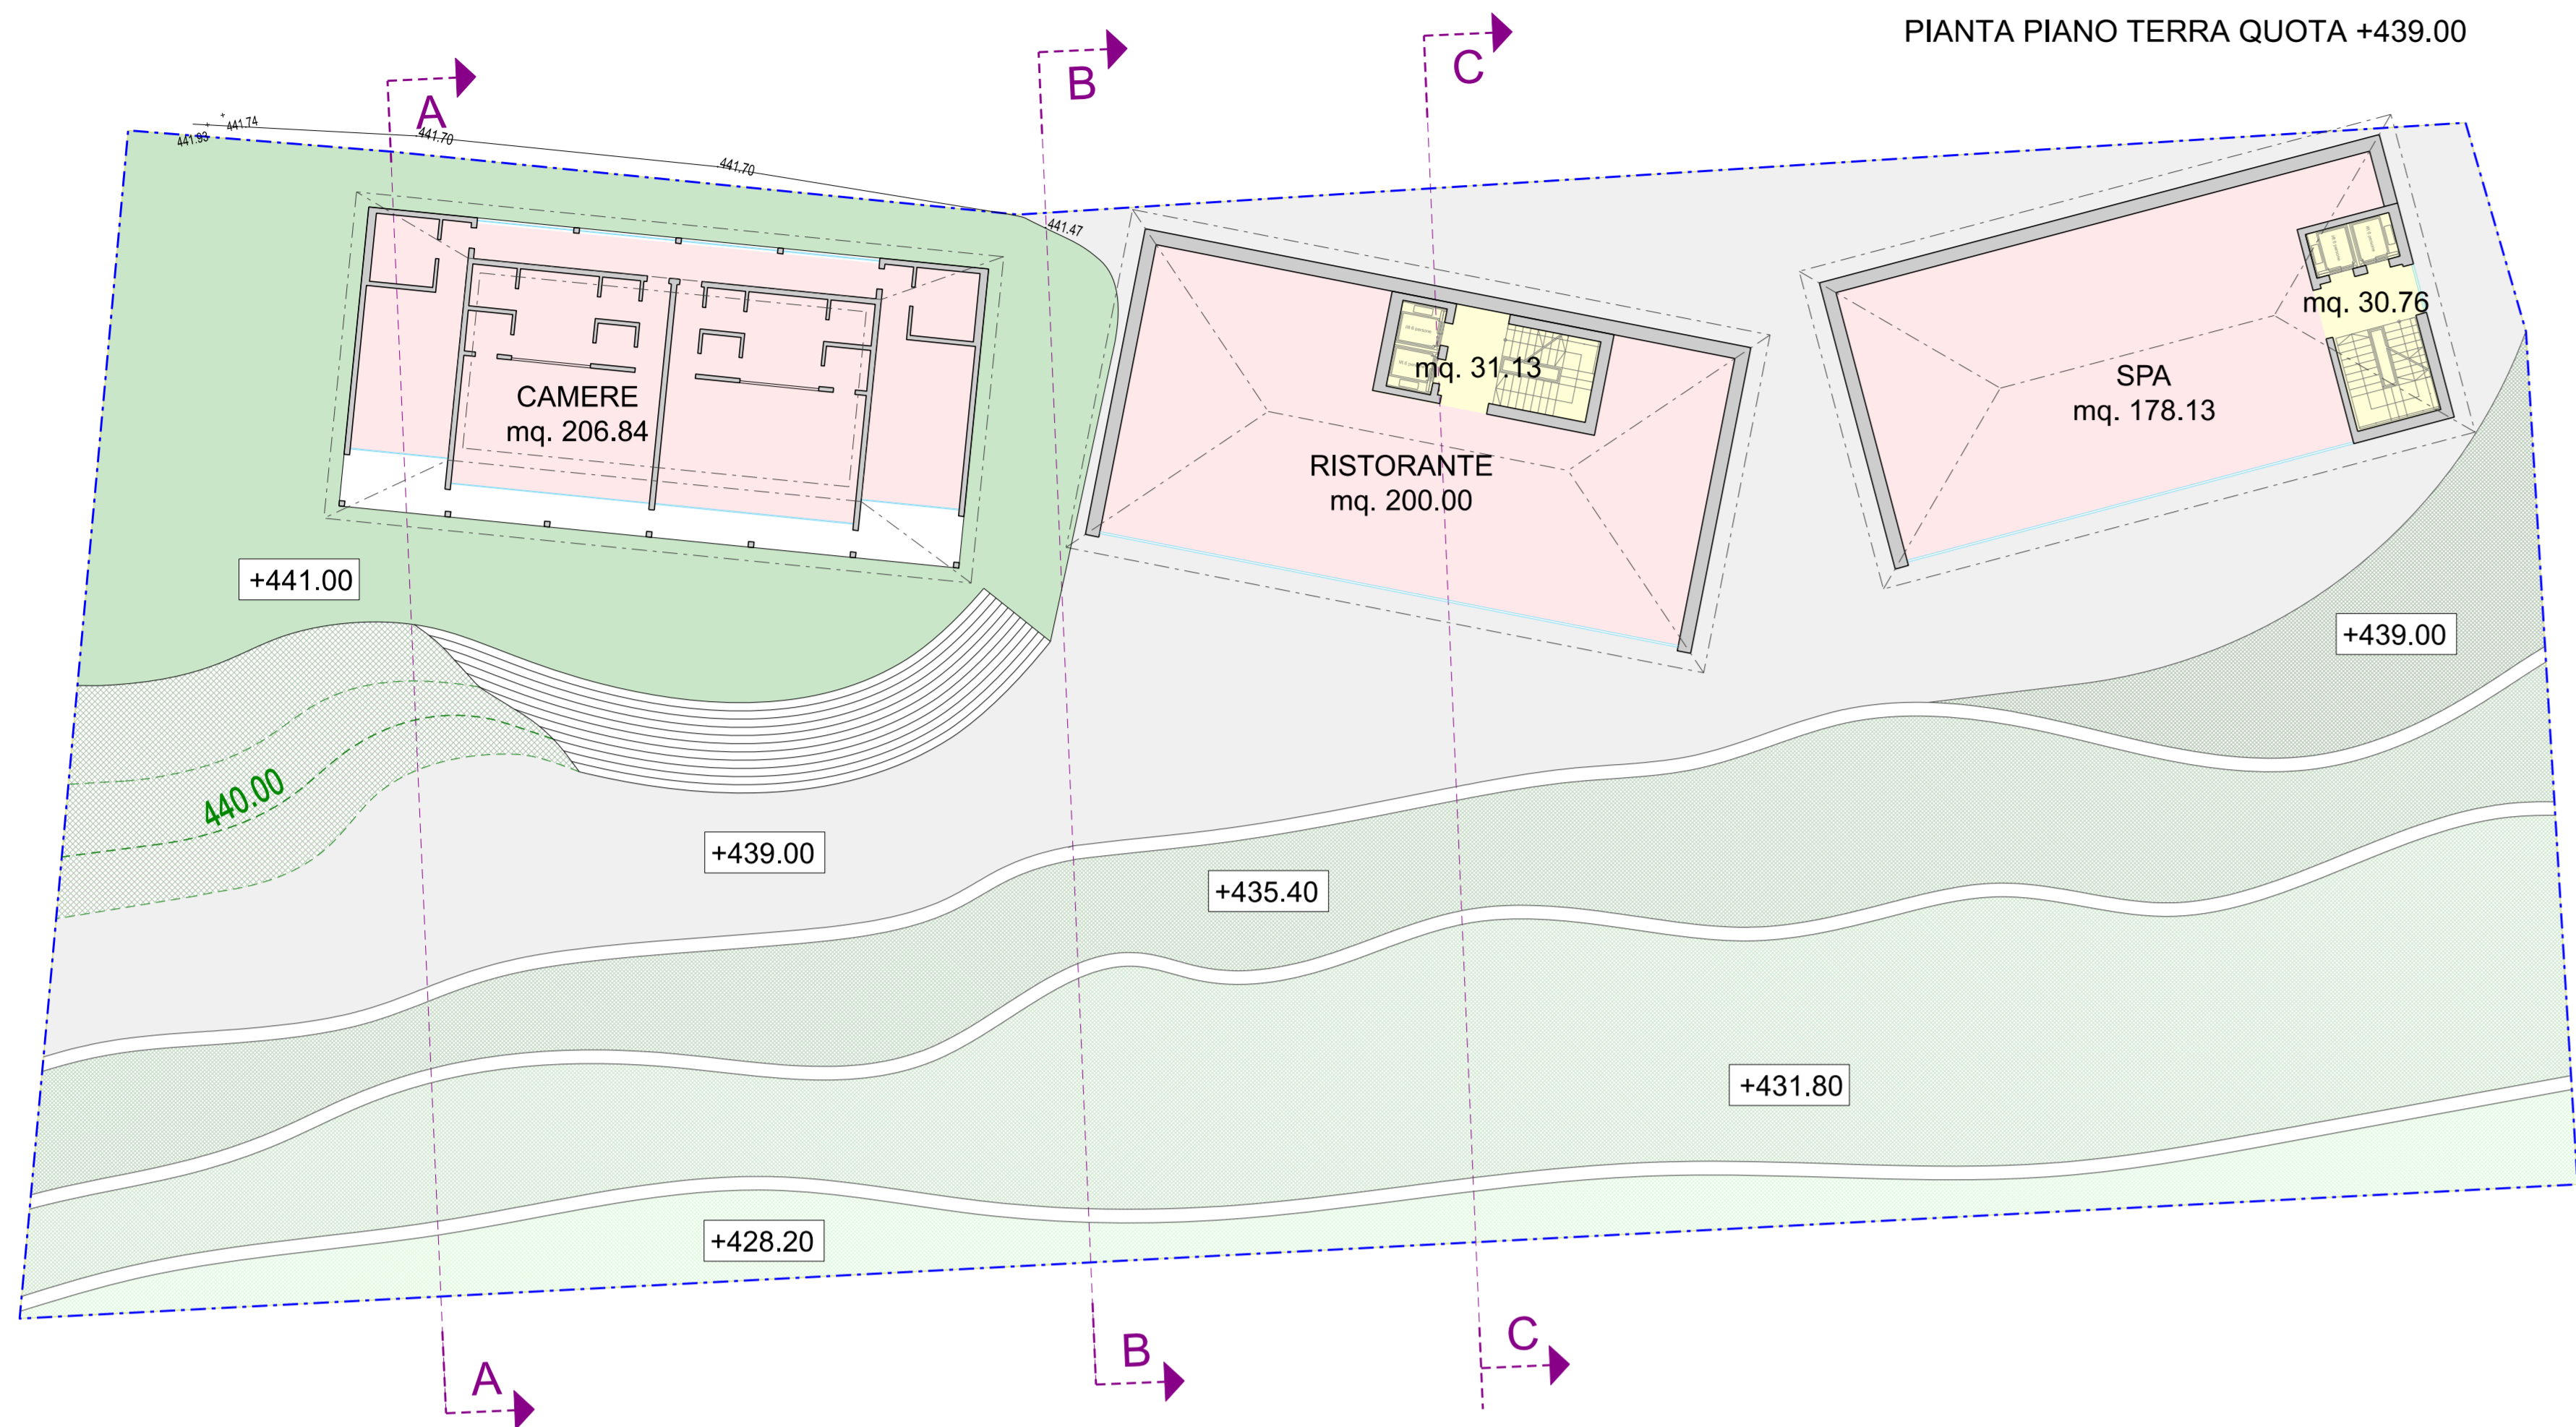 PIANTA PIANO TERRA QUOTA +439.00
A
B
C
441.93
441.74
441.70
441.70
441.47
CAMERE
mq. 206.84
mq. 31.13
RISTORANTE
mq. 200.00
mq. 30.76
SPA
mq. 178.13
+441.00
+439.00
440.00
+439.00
+435.40
+431.80
+428.20
A
B
C